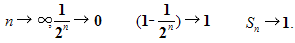 n → ∞, 1/2ⁿ → 0 (1-1/2ⁿ) → 1 Sₙ → 1.